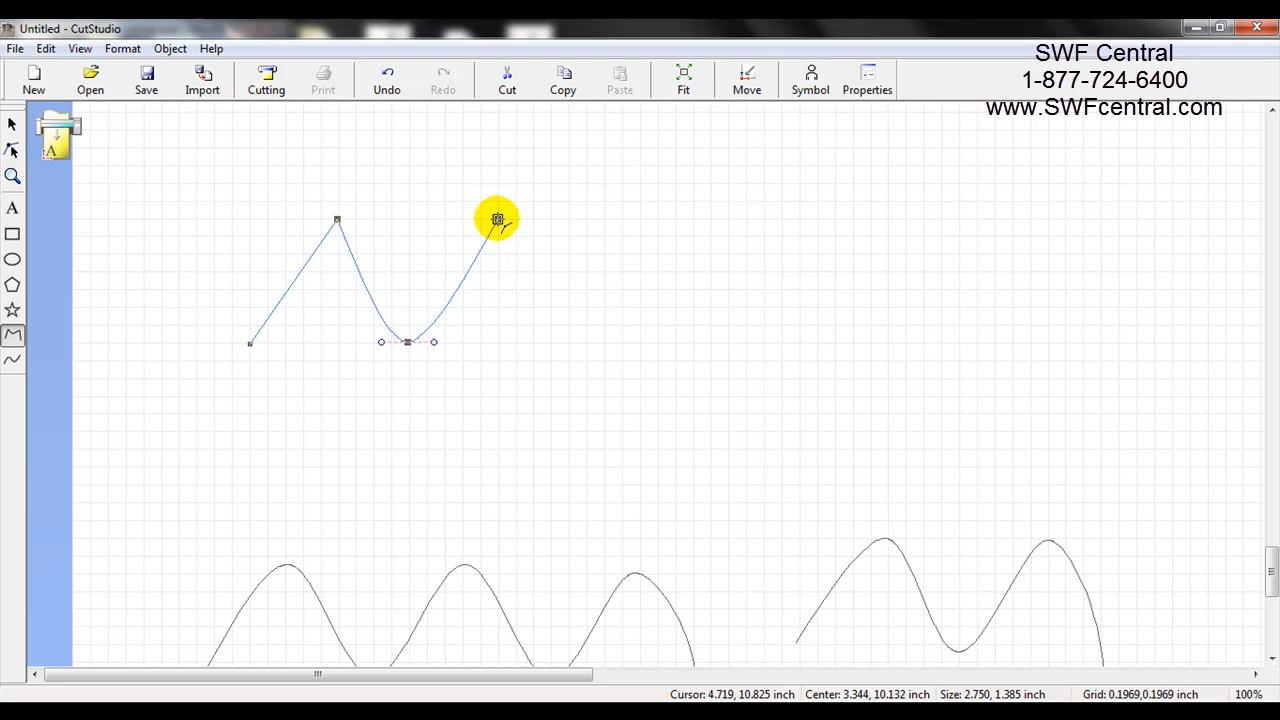 Untitled - CutStudio
SWF Central
1-877-724-6400
www.SWFcentral.com
File Edit View Format Object Help
New Open Save Import Cutting Print Undo Redo Cut Copy Paste Fit Move Symbol Properties
A
A
Cursor: 4.719, 10.825 inch Center: 3.344, 10.132 inch Size: 2.750, 1.385 inch Grid: 0.1969,0.1969 inch 100%